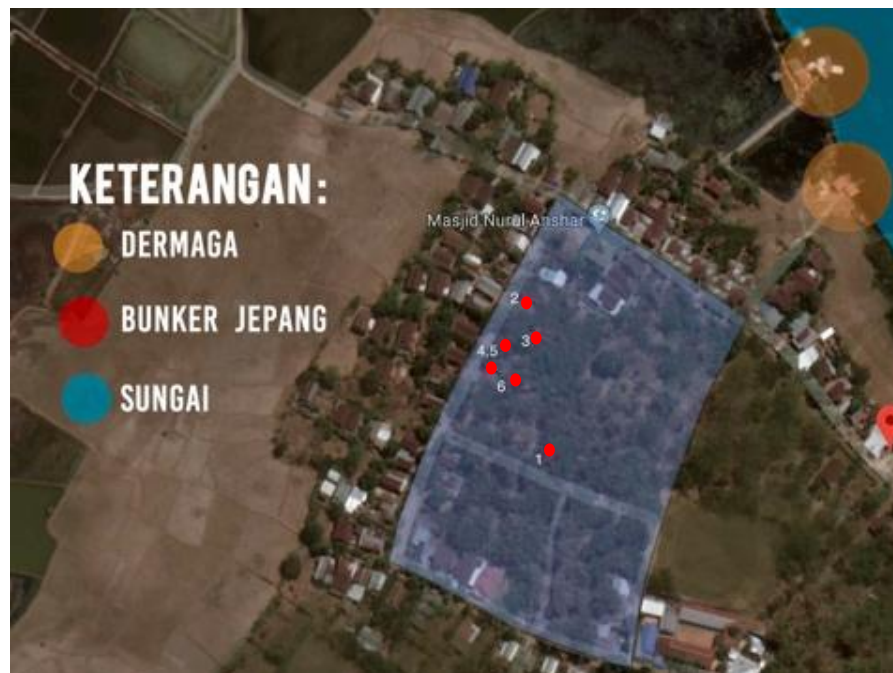 KETERANGAN:
DERMAGA
BUNKER JEPANG
SUNGAI
Masjid Nurul Anshar
2
3
4,5
6
1